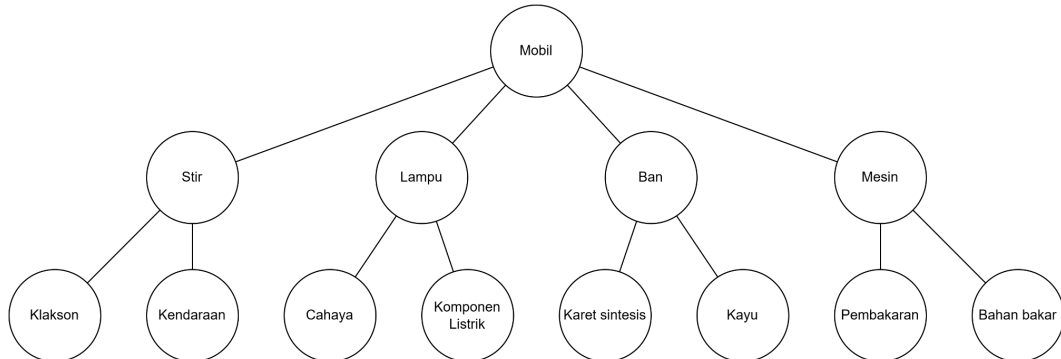 Mobil
Stir
Lampu
Ban
Mesin
Klakson
Kendaraan
Cahaya
Komponen
Listrik
Karet sintesis
Kayu
Pembakaran
Bahan bakar